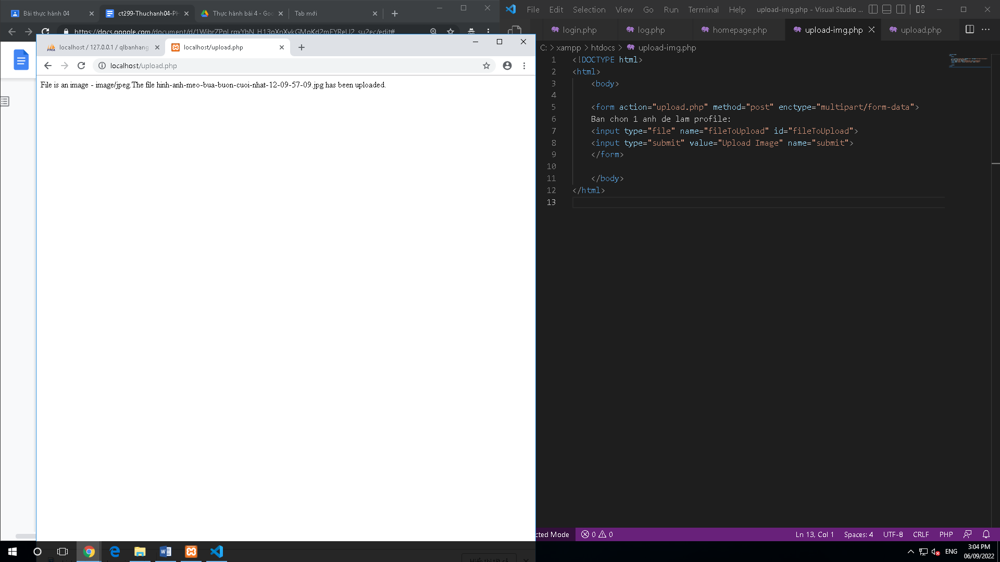 Bài thực hành 04
ct299-Thuchanh04-PH
Thực hành bài 4 - Goo
Tab mới
File Edit Selection View Go Run Terminal Help upload-img.php - Visual Studio ...
login.php
log.php
homepage.php
upload-img.php
upload.php
localhost / 127.0.0.1 / qlbanhang
localhost/upload.php
localhost/upload.php
File is an image - image/jpeg.The file hinh-anh-meo-bua-buon-cuoi-nhat-12-09-57-09.jpg has been uploaded.
C: > xampp > htdocs > upload-img.php
1 <!DOCTYPE html>
2 <html>
3 <body>
4
5 <form action="upload.php" method="post" enctype="multipart/form-data">
6 Ban chon 1 anh de lam profile:
7 <input type="file" name="fileToUpload" id="fileToUpload">
8 <input type="submit" value="Upload Image" name="submit">
9 </form>
10
11 </body>
12 </html>
13
cted Mode 0 0 Ln 13, Col 1 Spaces: 4 UTF-8 CRLF PHP
ENG
3:04 PM
06/09/2022